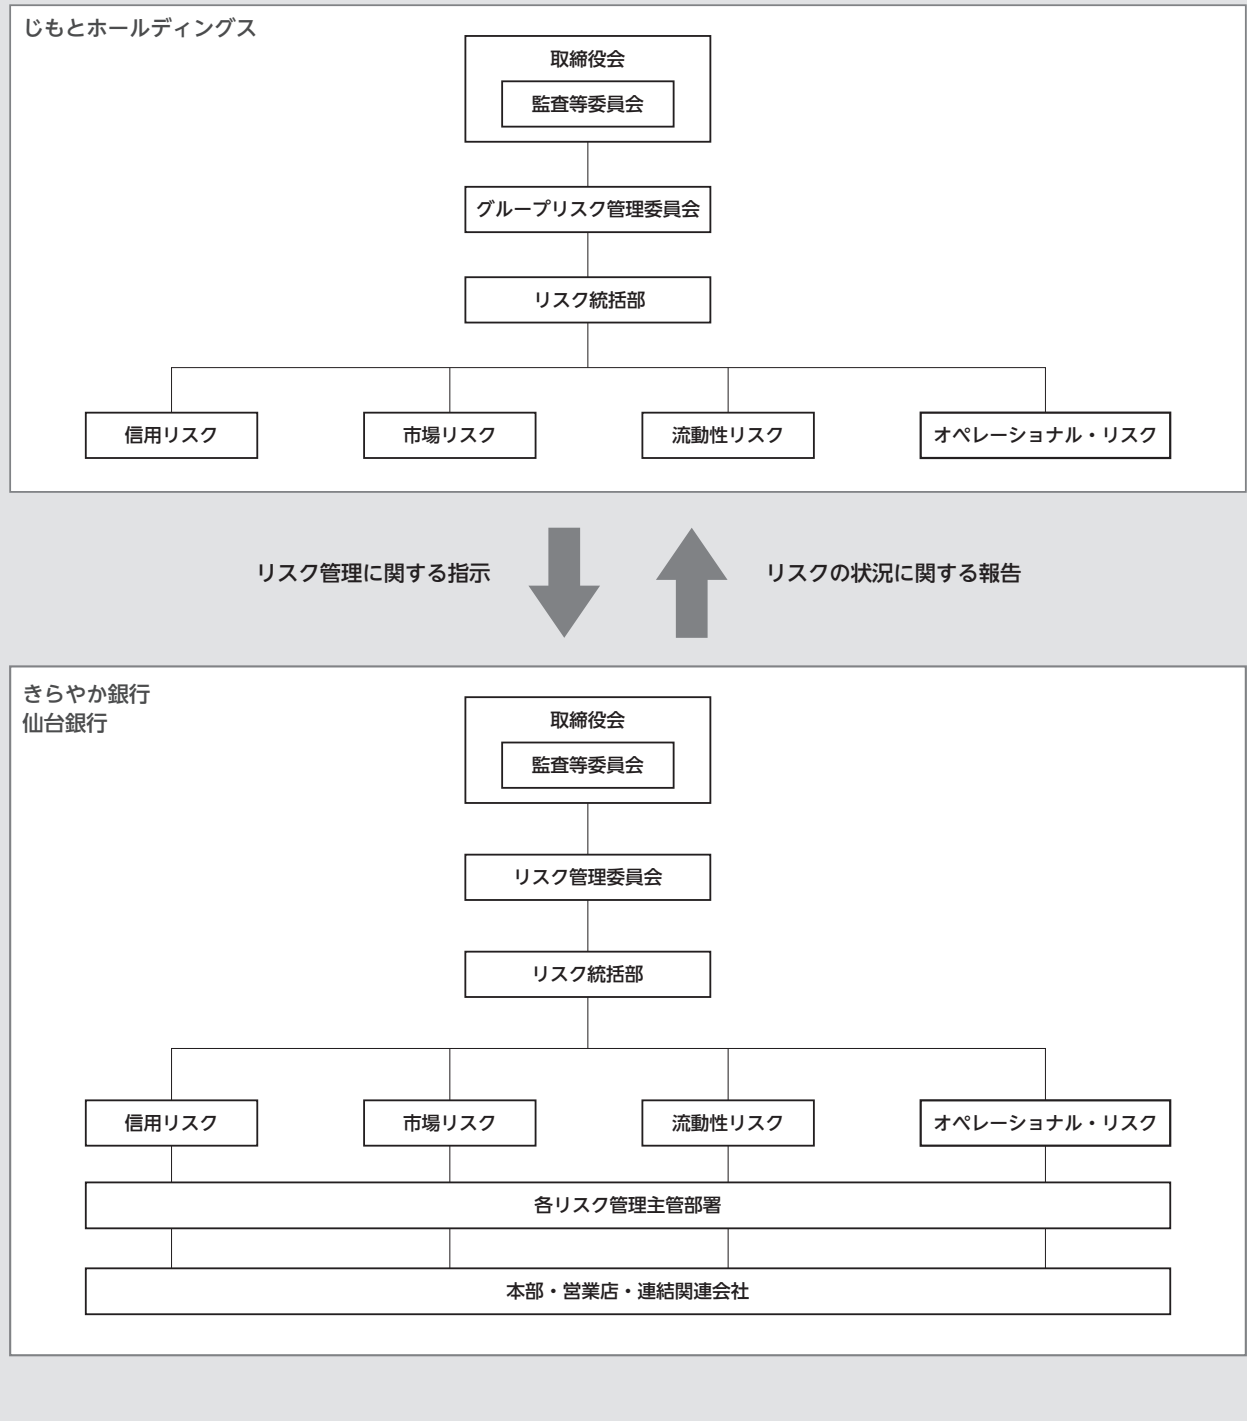 じもとホールディングス
取締役会
監査等委員会
グループリスク管理委員会
リスク統括部
信用リスク
市場リスク
流動性リスク
オペレーショナル・リスク
リスク管理に関する指示
リスクの状況に関する報告
きらやか銀行
仙台銀行
取締役会
監査等委員会
リスク管理委員会
リスク統括部
信用リスク
市場リスク
流動性リスク
オペレーショナル・リスク
各リスク管理主管部署
本部・営業店・連結関連会社